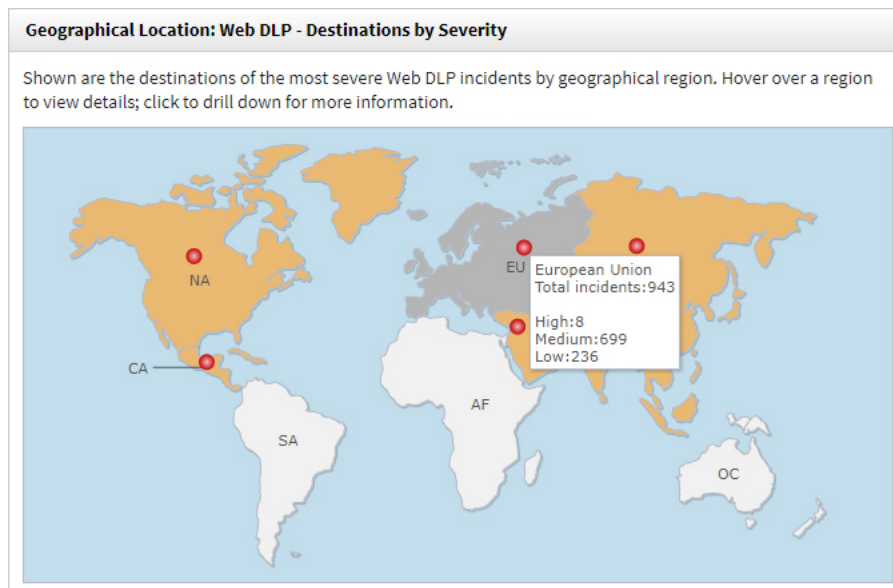 Geographical Location: Web DLP - Destinations by Severity
Shown are the destinations of the most severe Web DLP incidents by geographical region. Hover over a region
to view details; click to drill down for more information.
NA
CA
SA
EU
European Union
Total incidents:943
High:8
Medium:699
Low:236
AF
OC